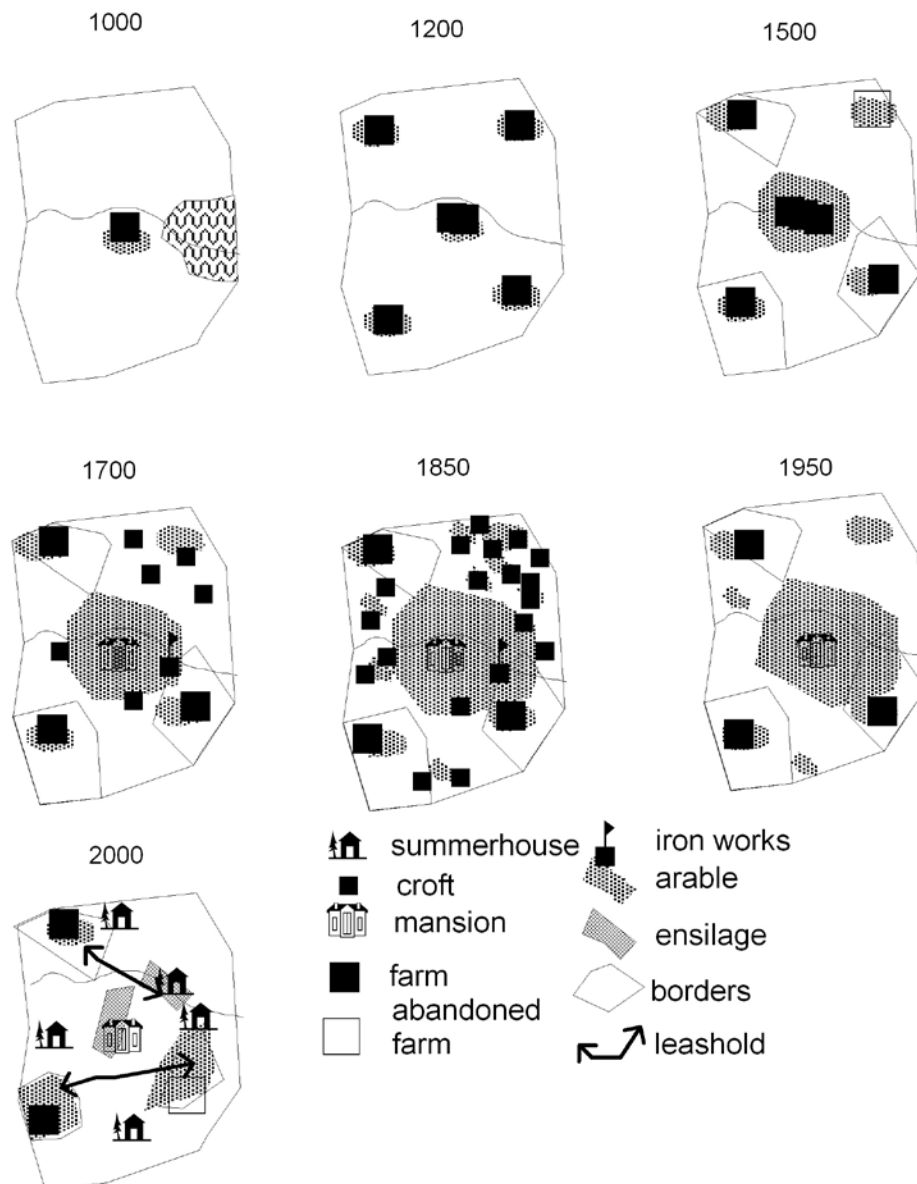 1000
1200
1500
1700
1850
1950
2000
summerhouse
croft
mansion
farm
abandoned
farm
iron works
arable
ensilage
borders
leashold